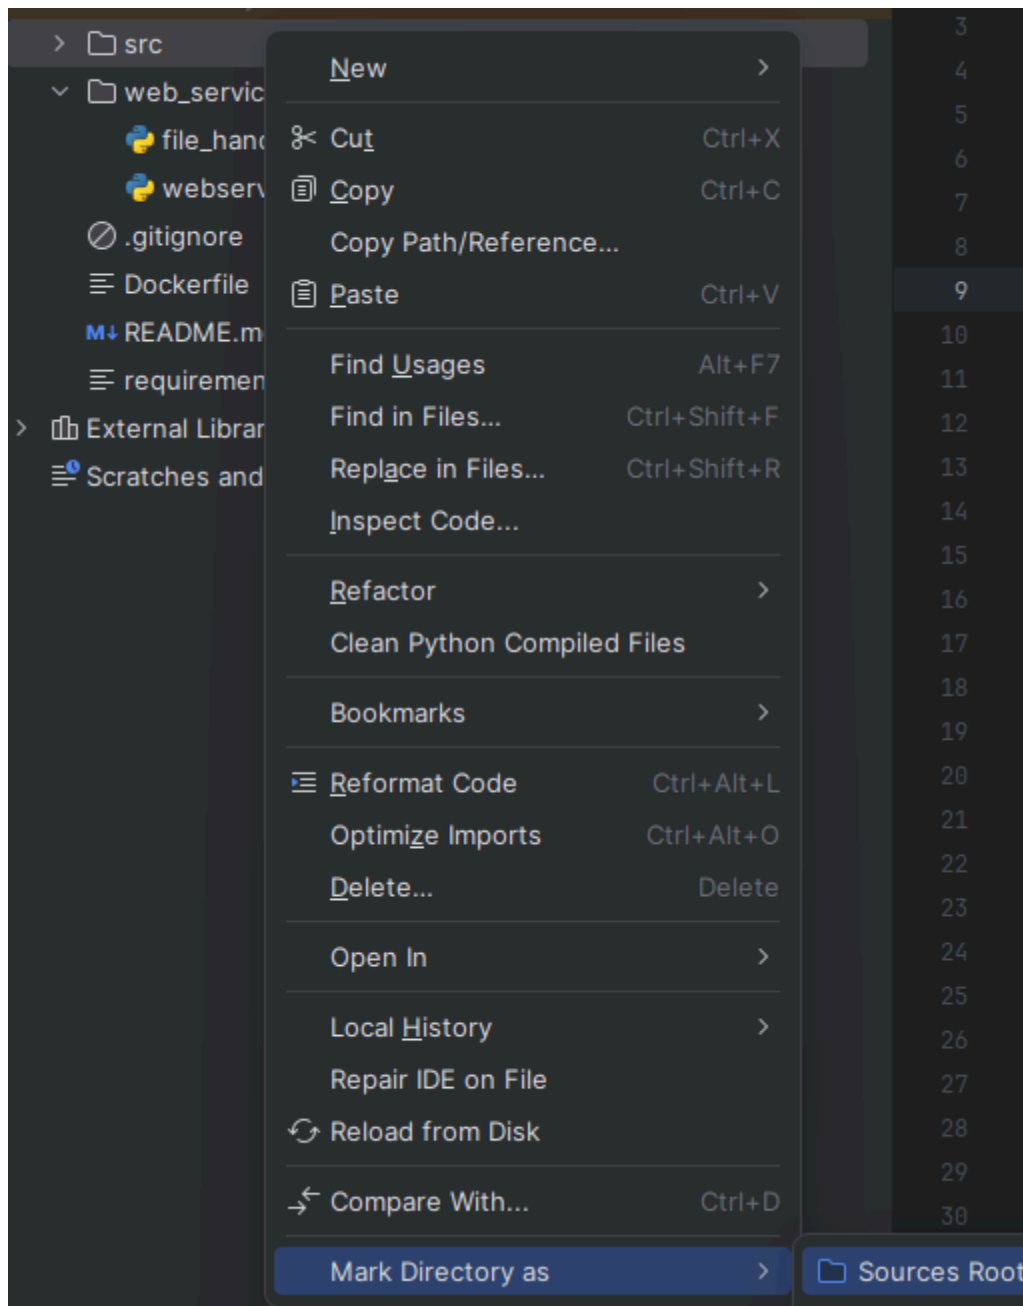 src
web_servic
file_hand
webserv
.gitignore
Dockerfile
M↓ README.m
requiremen
External Librar
Scratches and
New
Cut Ctrl+X
Copy Ctrl+C
Copy Path/Reference...
Paste Ctrl+V
Find Usages Alt+F7
Find in Files... Ctrl+Shift+F
Replace in Files... Ctrl+Shift+R
Inspect Code...
Refactor
Clean Python Compiled Files
Bookmarks
Reformat Code Ctrl+Alt+L
Optimize Imports Ctrl+Alt+O
Delete... Delete
Open In
Local History
Repair IDE on File
Reload from Disk
Compare With... Ctrl+D
Mark Directory as
Sources Root
3
4
5
6
7
8
9
10
11
12
13
14
15
16
17
18
19
20
21
22
23
24
25
26
27
28
29
30